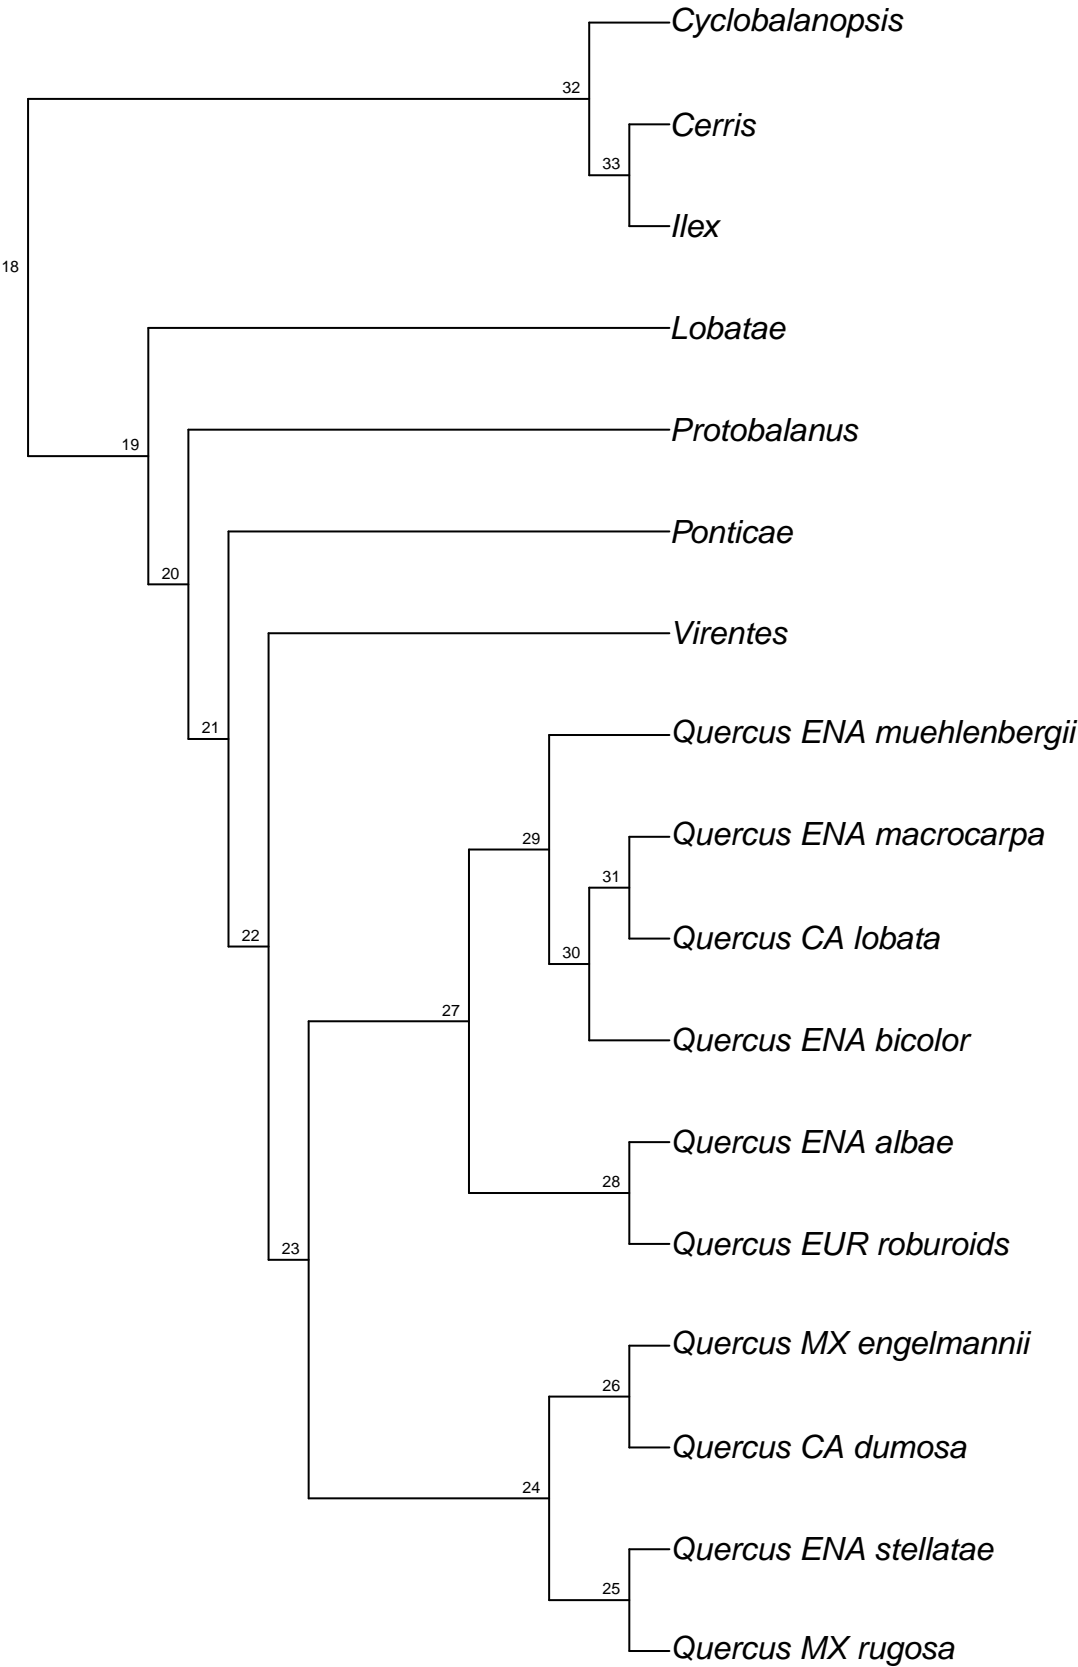 Cyclobalanopsis
32
Cerris
33
Ilex
18
Lobatae
Protobalanus
19
Ponticae
20
Virentes
21
Quercus ENA muehlenbergii
29
Quercus ENA macrocarpa
31
22
Quercus CA lobata
30
27
Quercus ENA bicolor
Quercus ENA albae
28
23
Quercus EUR roburoids
Quercus MX engelmannii
26
Quercus CA dumosa
24
Quercus ENA stellatae
25
Quercus MX rugosa